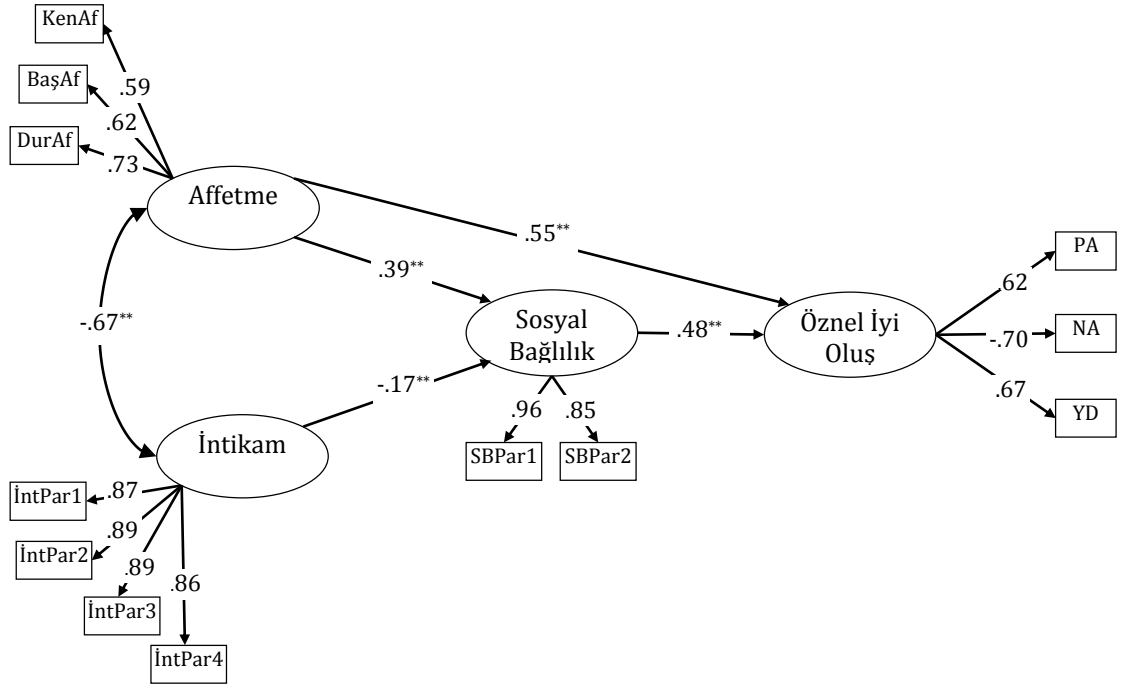 KenAf
.59
BaşAf
.62
DurAf
.73
Affetme
.55**
.39**
-.67**
Sosyal
Bağlılık
.48**
Öznel İyi
Oluş
PA
.62
NA
-.70
.67
YD
-.17**
.96
.85
SBPar1
SBPar2
İntikam
İntPar1
.87
İntPar2
.89
İntPar3
.89
.86
İntPar4